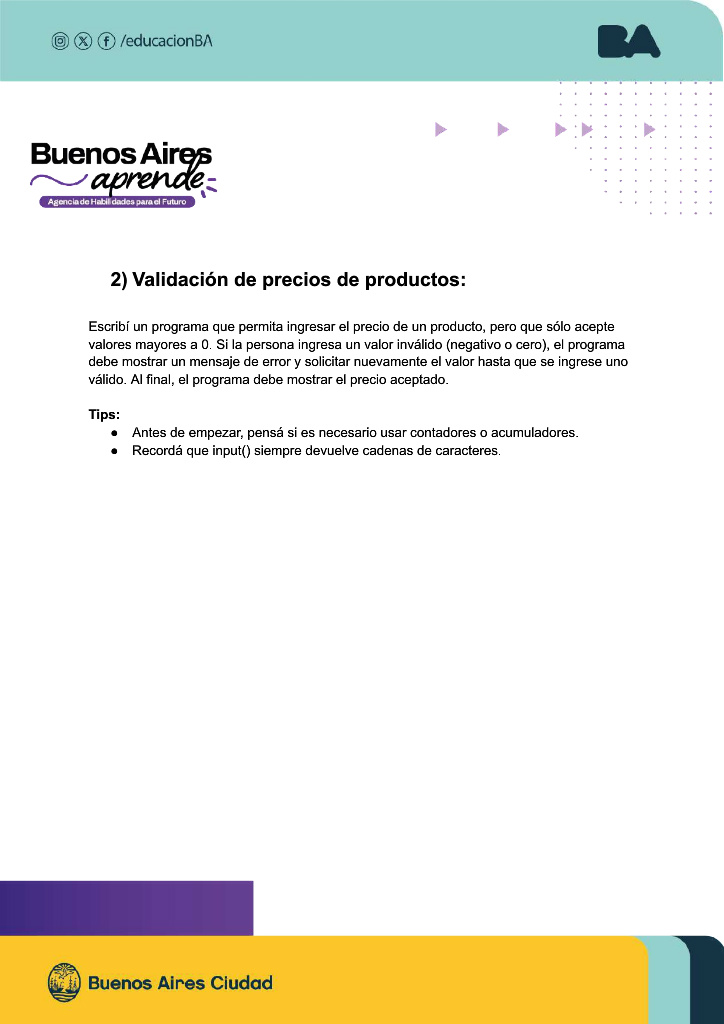 /educacionBA
BA
Buenos Aires
aprende
Agencia de Habilidades para el Futuro
2) Validación de precios de productos:
Escribí un programa que permita ingresar el precio de un producto, pero que sólo acepte
valores mayores a 0. Si la persona ingresa un valor inválido (negativo o cero), el programa
debe mostrar un mensaje de error y solicitar nuevamente el valor hasta que se ingrese uno
válido. Al final, el programa debe mostrar el precio aceptado.
Tips:
● Antes de empezar, pensá si es necesario usar contadores o acumuladores.
● Recordá que input() siempre devuelve cadenas de caracteres.
Buenos Aires Ciudad